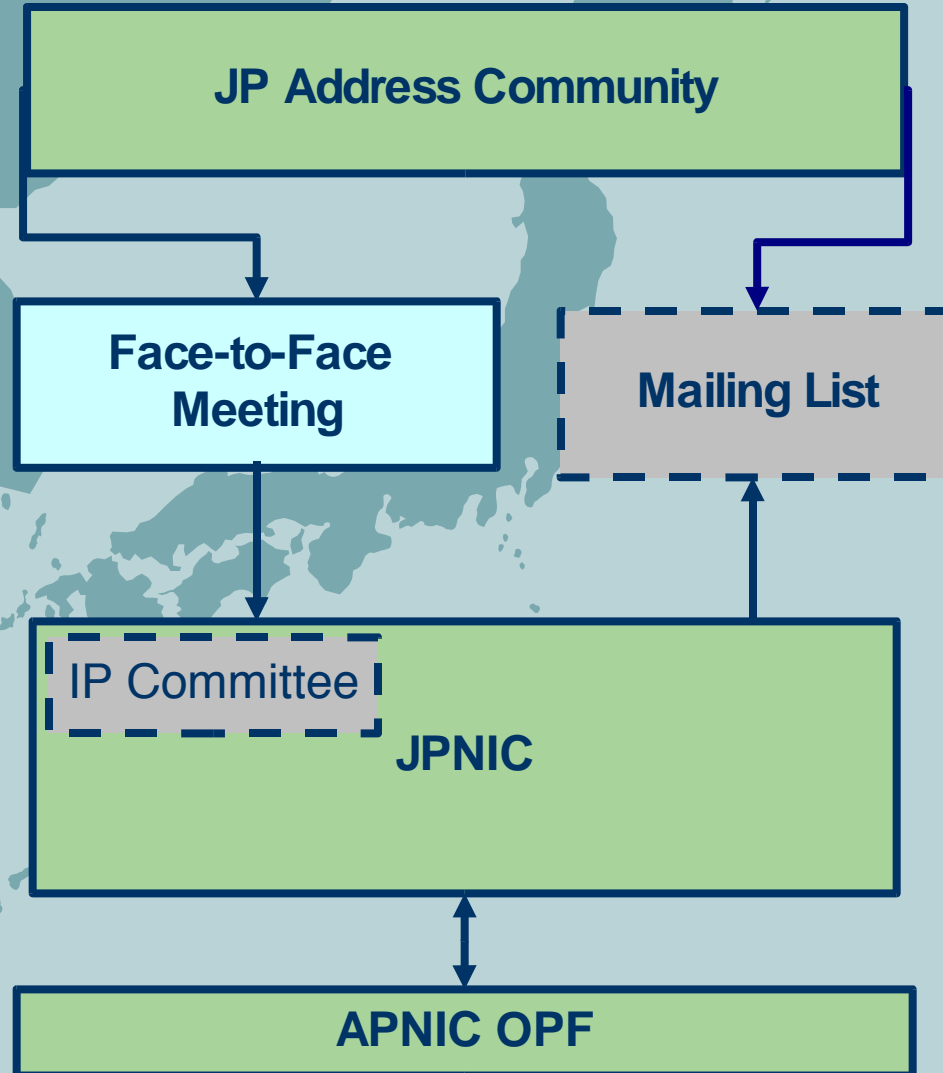 JP Address Community
Face-to-Face
Meeting
Mailing List
IP Committee
JPNIC
APNIC OPF